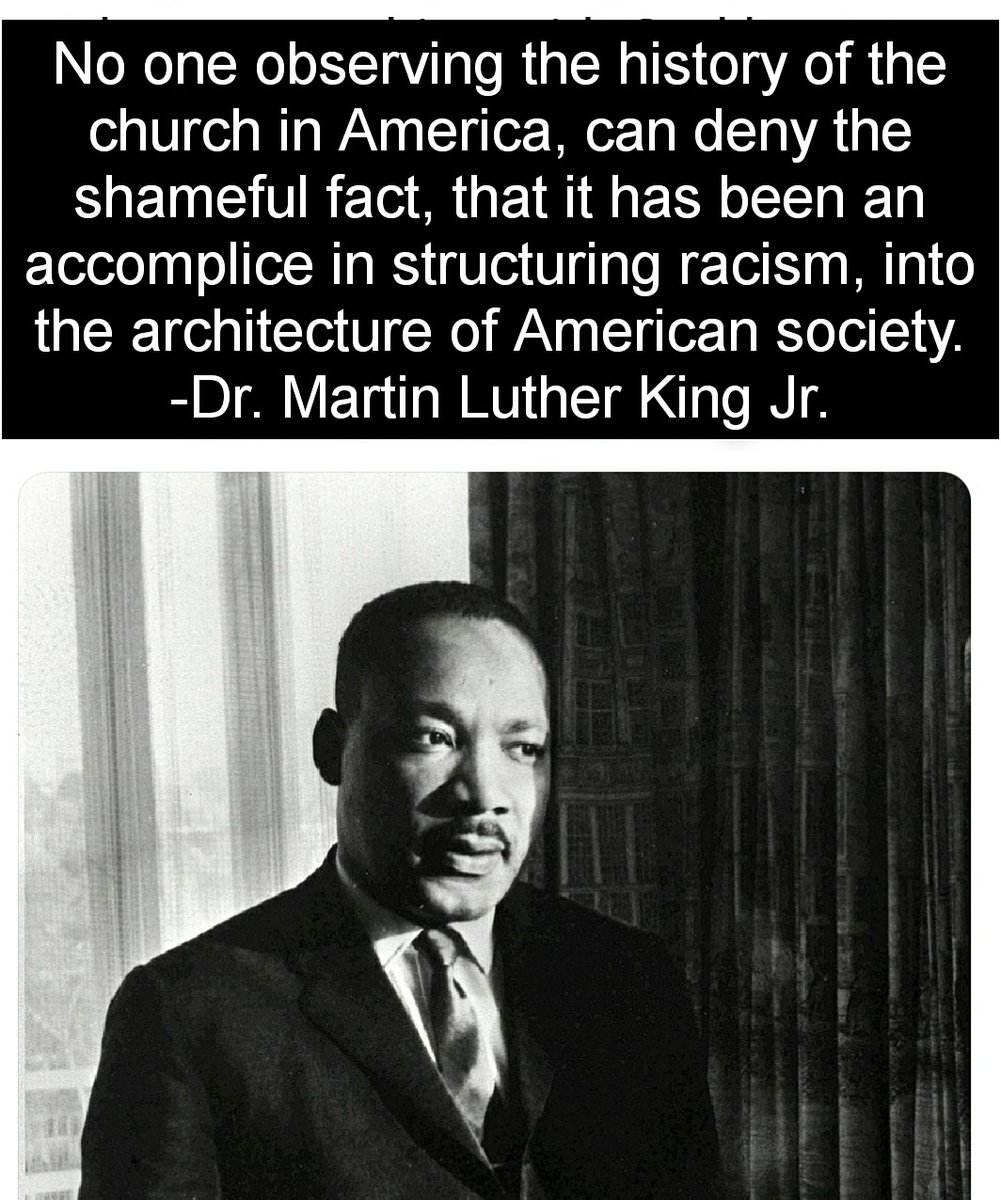 No one observing the history of the
church in America, can deny the
shameful fact, that it has been an
accomplice in structuring racism, into
the architecture of American society.
-Dr. Martin Luther King Jr.